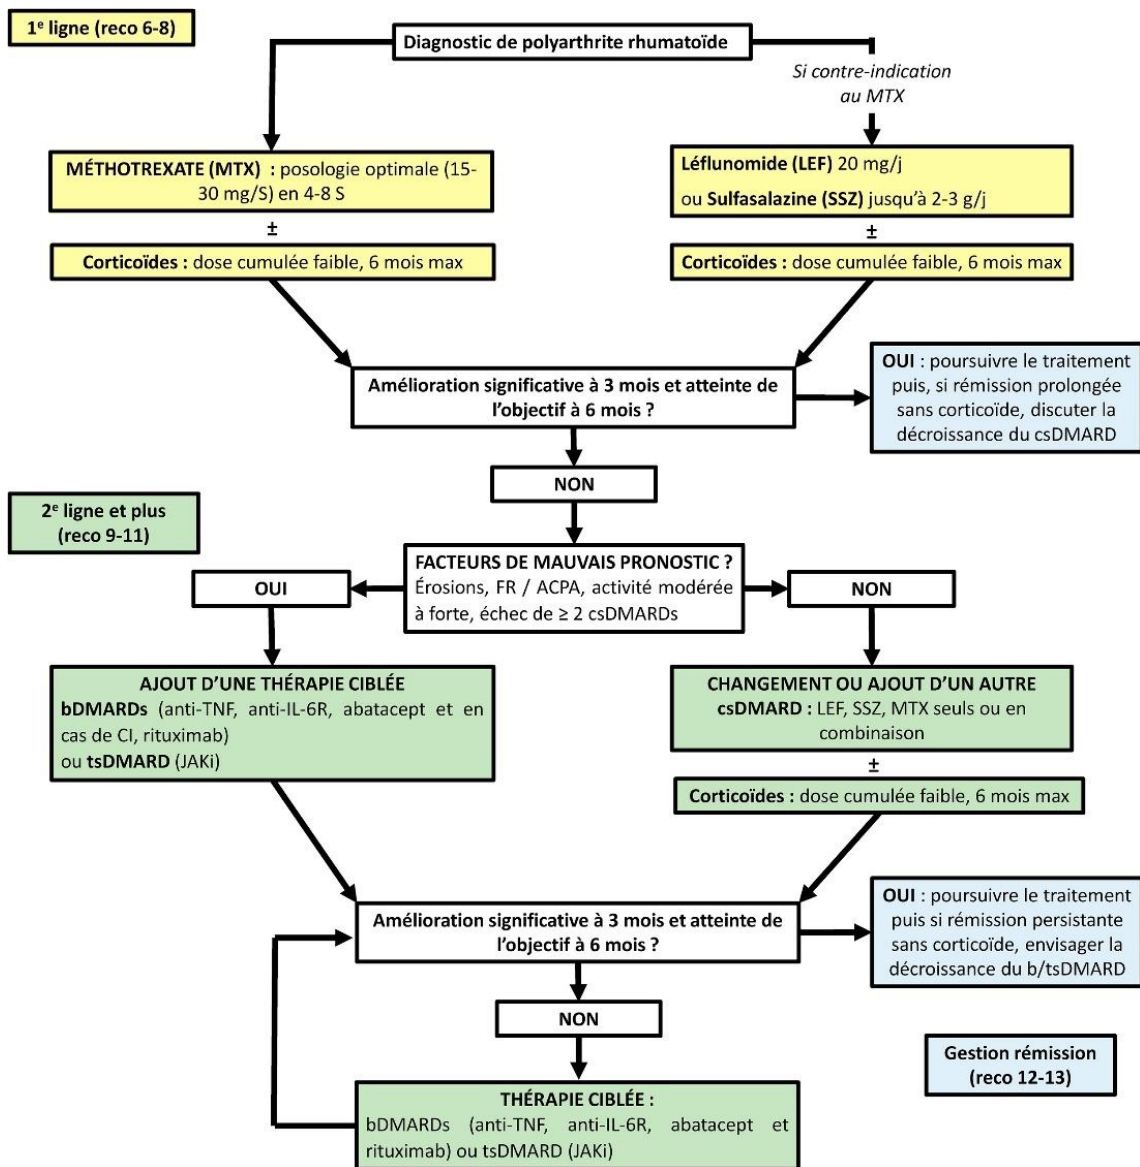 1e ligne (reco 6-8)
Diagnostic de polyarthrite rhumatoïde
Si contre-indication
au MTX
MÉTHOTREXATE (MTX) : posologie optimale (15-
30 mg/S) en 4-8 S
±
Corticoïdes : dose cumulée faible, 6 mois max
Léflunomide (LEF) 20 mg/j
ou Sulfasalazine (SSZ) jusqu'à 2-3 g/j
±
Corticoïdes : dose cumulée faible, 6 mois max
Amélioration significative à 3 mois et atteinte de
l'objectif à 6 mois ?
OUI : poursuivre le traitement
puis, si rémission prolongée
sans corticoïde, discuter la
décroissance du csDMARD
NON
2e ligne et plus
(reco 9-11)
FACTEURS DE MAUVAIS PRONOSTIC ?
Érosions, FR / ACPA, activité modérée
à forte, échec de ≥ 2 csDMARDs
OUI
NON
AJOUT D'UNE THÉRAPIE CIBLÉE
bDMARDs (anti-TNF, anti-IL-6R, abatacept et en
cas de CI, rituximab)
ou tsDMARD (JAKi)
CHANGEMENT OU AJOUT D'UN AUTRE
csDMARD : LEF, SSZ, MTX seuls ou en
combinaison
±
Corticoïdes : dose cumulée faible, 6 mois max
Amélioration significative à 3 mois et atteinte de
l'objectif à 6 mois ?
OUI : poursuivre le traitement
puis si rémission persistante
sans corticoïde, envisager la
décroissance du b/tsDMARD
NON
Gestion rémission
(reco 12-13)
THÉRAPIE CIBLÉE :
bDMARDs (anti-TNF, anti-IL-6R, abatacept et
rituximab) ou tsDMARD (JAKi)